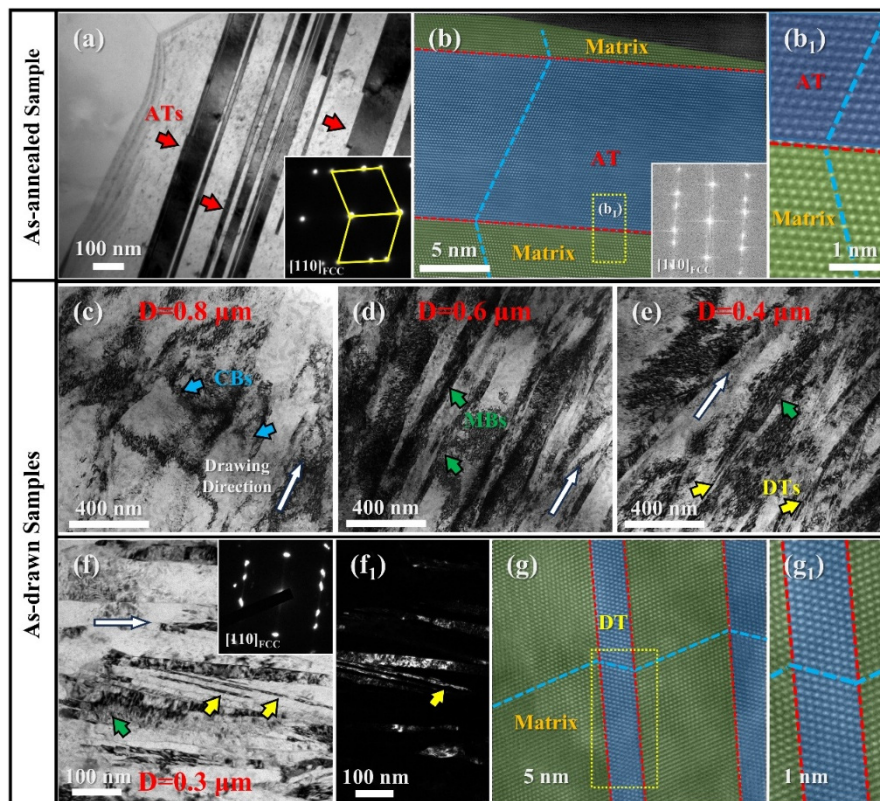 As-annealed Sample
(a)
ATs
100 nm
[110]FCC
(b)
Matrix
AT
(b1)
Matrix
5 nm
[110]FCC
(b1)
AT
Matrix
1 nm
As-drawn Samples
(c)
D=0.8 μm
CBs
Drawing
Direction
400 nm
(d)
D=0.6 μm
MBs
400 nm
(e)
D=0.4 μm
DTs
400 nm
(f)
[110]FCC
100 nm
D=0.3 μm
(f1)
100 nm
(g)
DT
Matrix
5 nm
(g1)
1 nm